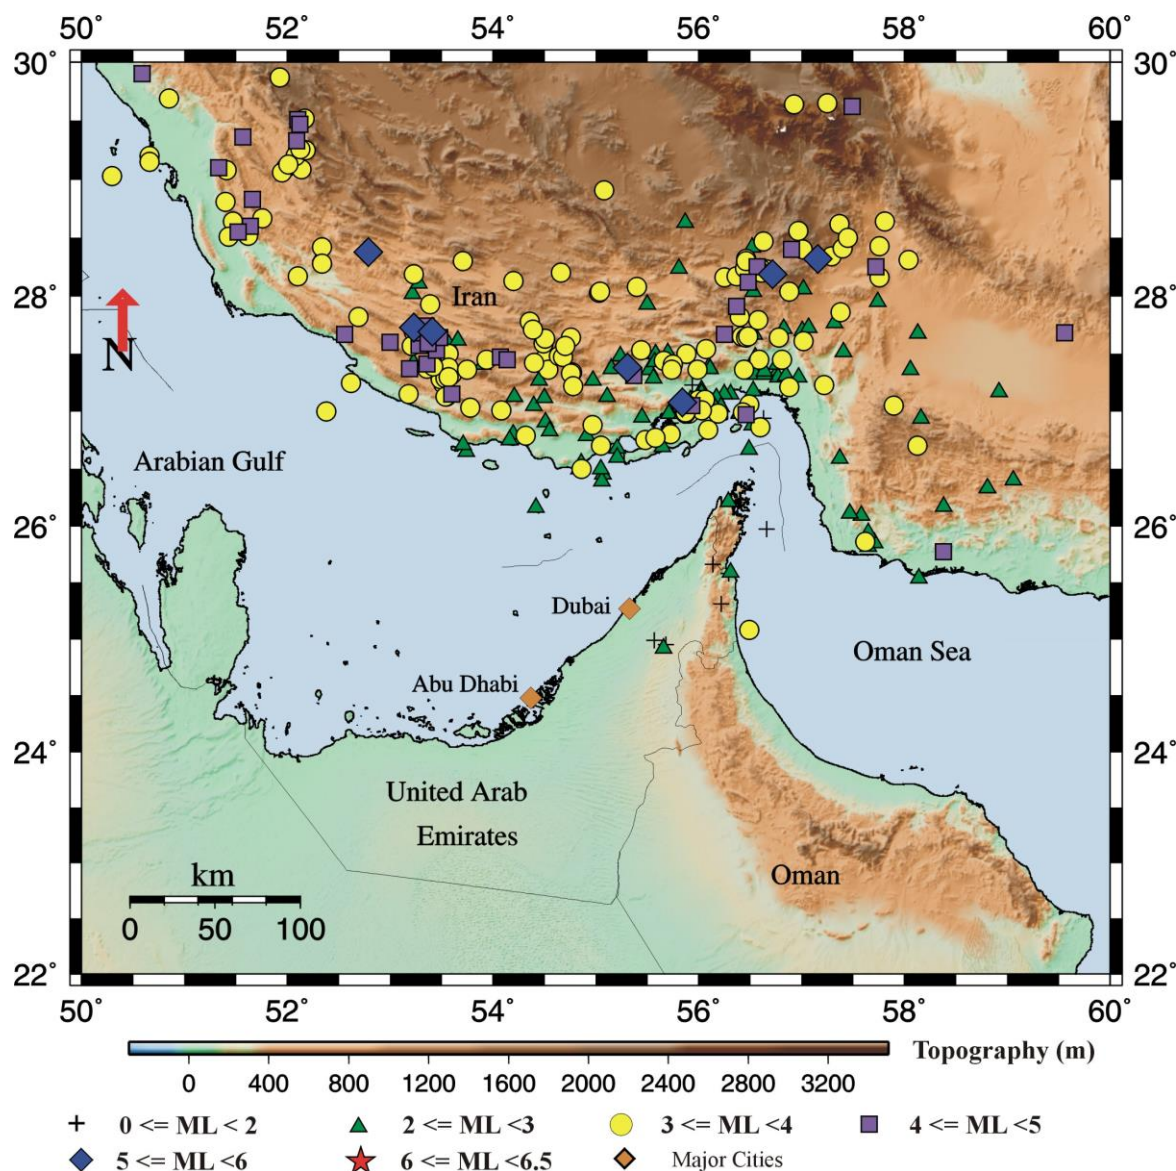 50° 52° 54° 56° 58° 60°
30° 30°
28° 28°
Iran
N
Arabian Gulf
26° 26°
Dubai
Oman Sea
Abu Dhabi
24° 24°
United Arab
Emirates
km
Oman
0 50 100
22° 22°
50° 52° 54° 56° 58° 60°
Topography (m)
0 400 800 1200 1600 2000 2200 2400 2600 2800 3200
0 <= ML < 2 2 <= ML <3 3 <= ML <4 4 <= ML <5
5 <= ML <6 6 <= ML <6.5 Major Cities